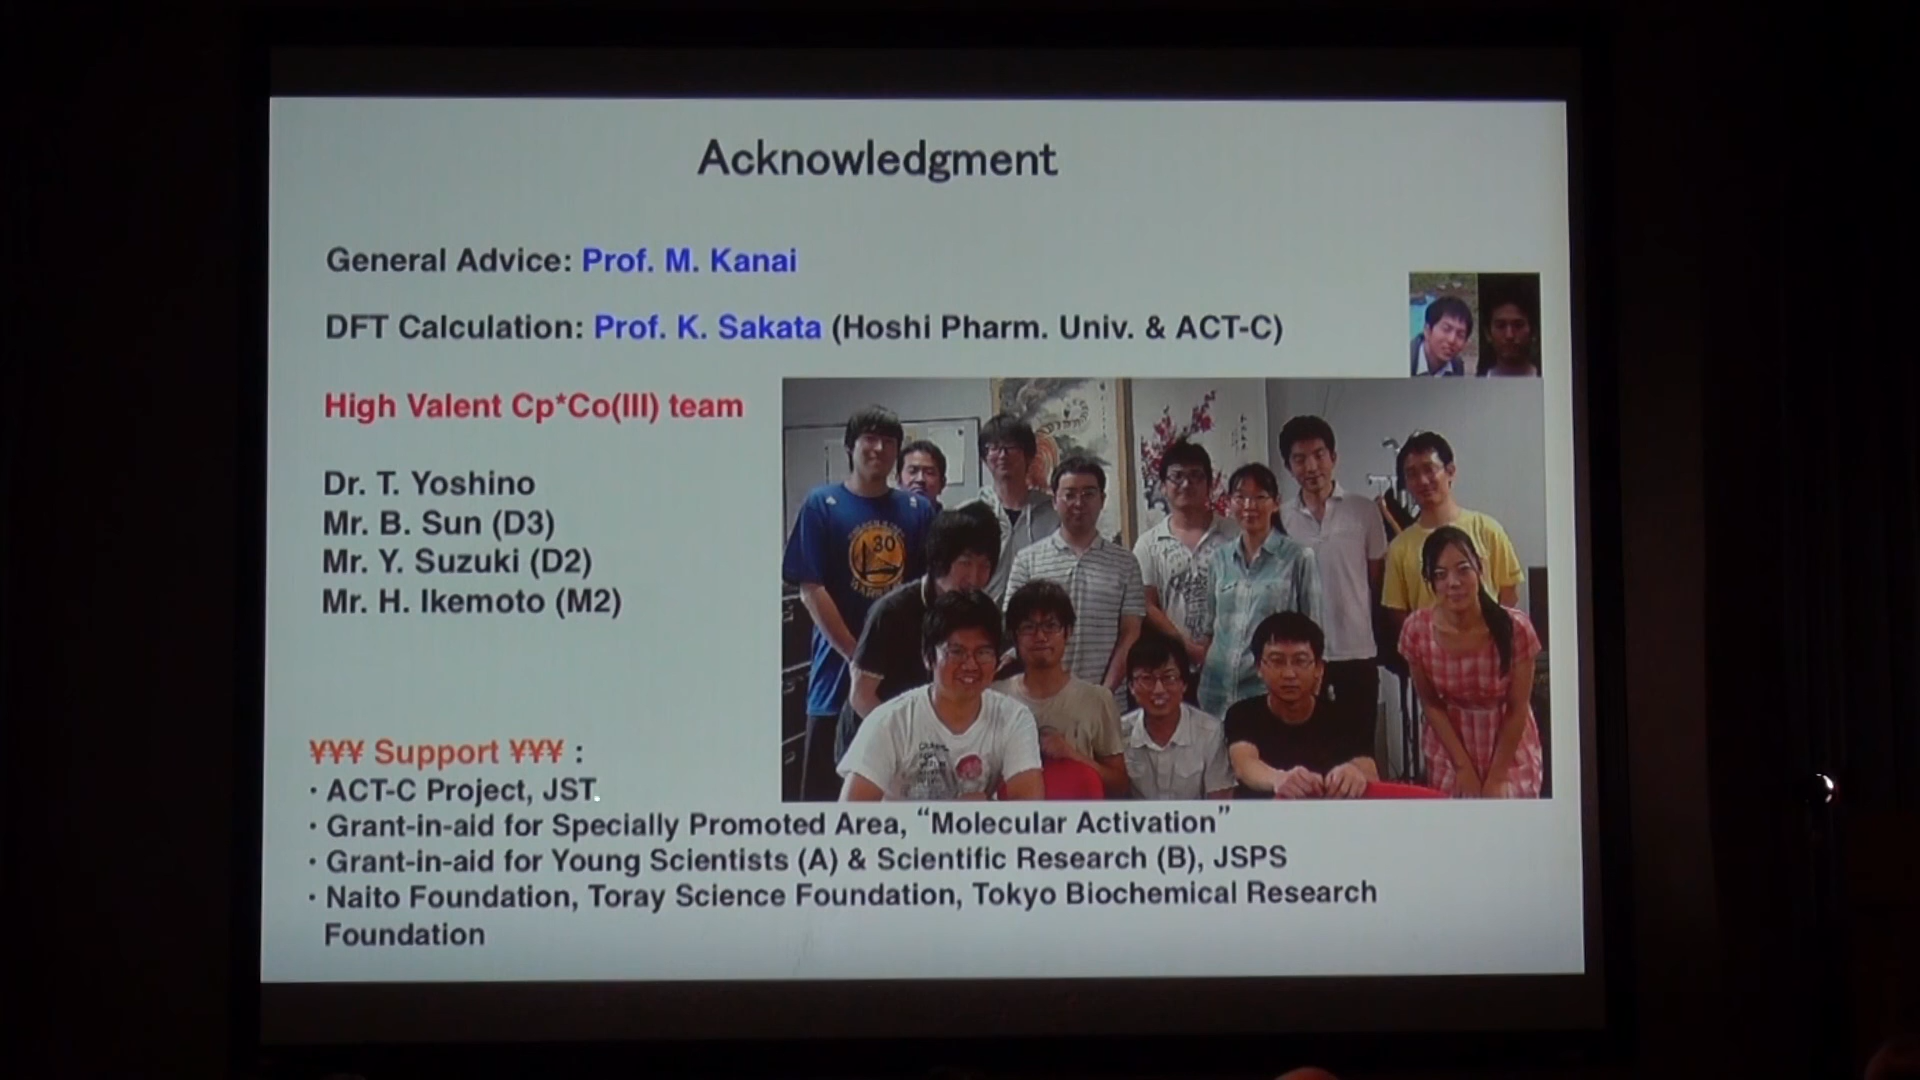 Acknowledgment
General Advice: Prof. M. Kanai
DFT Calculation: Prof. K. Sakata (Hoshi Pharm. Univ. & ACT-C)
High Valent Cp*Co(III) team
Dr. T. Yoshino
Mr. B. Sun (D3)
Mr. Y. Suzuki (D2)
Mr. H. Ikemoto (M2)
30
¥¥¥ Support ¥¥¥ :
・ACT-C Project, JST.
・Grant-in-aid for Specially Promoted Area, “Molecular Activation”
・Grant-in-aid for Young Scientists (A) & Scientific Research (B), JSPS
・Naito Foundation, Toray Science Foundation, Tokyo Biochemical Research
Foundation